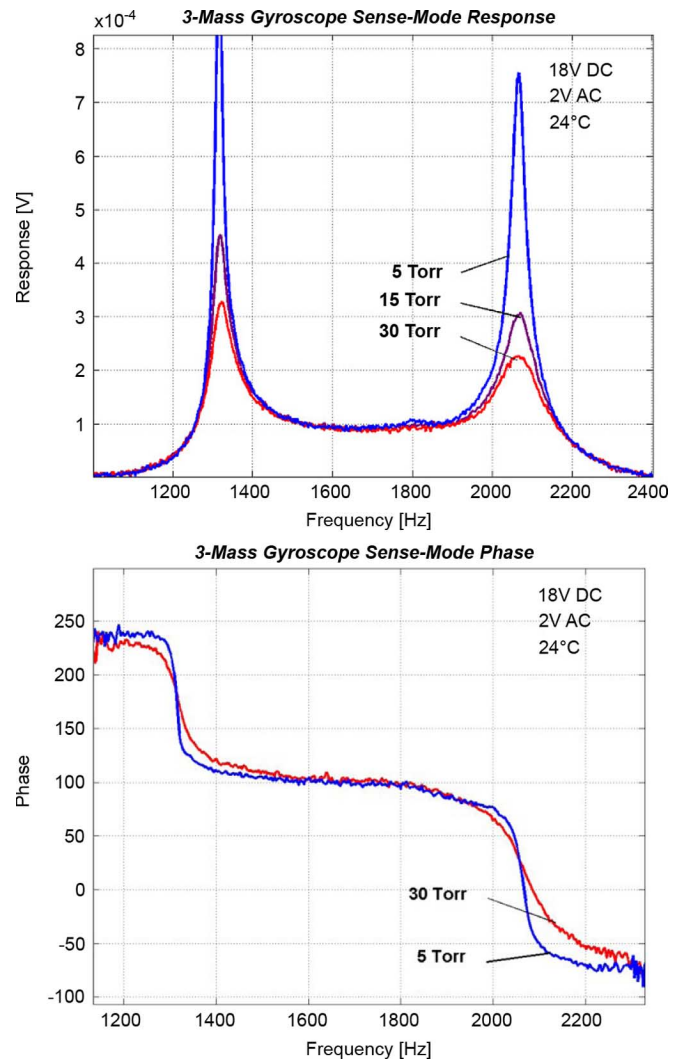 3-Mass Gyroscope Sense-Mode Response
8x10⁻⁴
18V DC
2V AC
24°C
7
6
5
4
3
2
1
Response [V]
5 Torr
15 Torr
30 Torr
1200 1400 1600 1800 2000 2200 2400
Frequency [Hz]
3-Mass Gyroscope Sense-Mode Phase
18V DC
2V AC
24°C
250
200
150
100
50
0
-50
-100
Phase
30 Torr
5 Torr
1200 1400 1600 1800 2000 2200
Frequency [Hz]